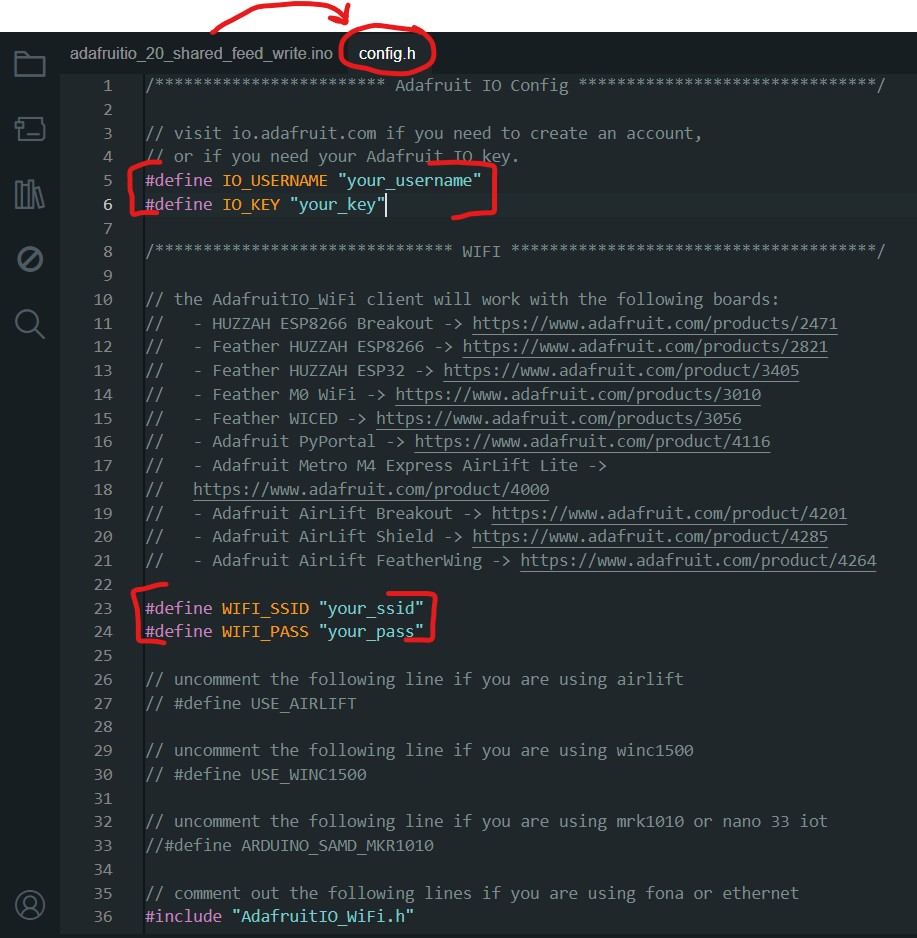 adafruitio_20_shared_feed_write.ino config.h
1 /************************ Adafruit IO Config *******************************/
2
3 // visit io.adafruit.com if you need to create an account,
4 // or if you need your Adafruit IO key.
5 #define IO_USERNAME "your_username"
6 #define IO_KEY "your_key"
7
8 /******************************* WIFI **************************************/
9
10 // the AdafruitIO_WiFi client will work with the following boards:
11 //   - HUZZAH ESP8266 Breakout -> https://www.adafruit.com/products/2471
12 //   - Feather HUZZAH ESP8266 -> https://www.adafruit.com/products/2821
13 //   - Feather HUZZAH ESP32 -> https://www.adafruit.com/product/3405
14 //   - Feather M0 WiFi -> https://www.adafruit.com/products/3010
15 //   - Feather WICED -> https://www.adafruit.com/products/3056
16 //   - Adafruit PyPortal -> https://www.adafruit.com/product/4116
17 //   - Adafruit Metro M4 Express AirLift Lite ->
18 //   https://www.adafruit.com/product/4000
19 //   - Adafruit AirLift Breakout -> https://www.adafruit.com/product/4201
20 //   - Adafruit AirLift Shield -> https://www.adafruit.com/product/4285
21 //   - Adafruit AirLift FeatherWing -> https://www.adafruit.com/product/4264
22
23 #define WIFI_SSID "your_ssid"
24 #define WIFI_PASS "your_pass"
25
26 // uncomment the following line if you are using airlift
27 // #define USE_AIRLIFT
28
29 // uncomment the following line if you are using winc1500
30 // #define USE_WINC1500
31
32 // uncomment the following line if you are using mrk1010 or nano 33 iot
33 //#define ARDUINO_SAMD_MKR1010
34
35 // comment out the following lines if you are using fona or ethernet
36 #include "AdafruitIO_WiFi.h"